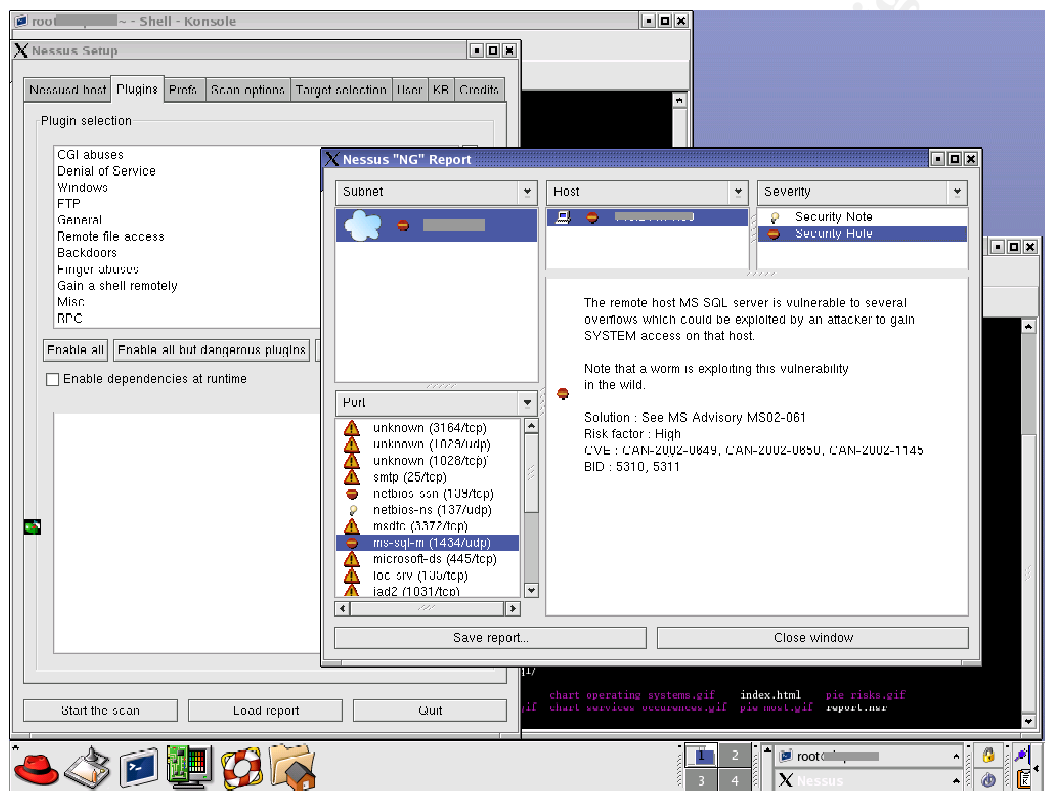 root ~ - Shell - Konsole
Nessus Setup
Nessusd host Plugins Prefs Scan options Target selection User KB Credits
Plugin selection
CGI abuses
Denial of Service
Windows
FTP
General
Remote file access
Backdoors
Finger abuses
Gain a shell remotely
Misc.
RPC
Enable all Enable all but dangerous plugins
Enable dependencies at runtime
Start the scan Load report Quit
Nessus "NG" Report
Subnet Host Severity
Security Note
Security Hole
Port
unknown (3164/tcp)
unknown (1029/udp)
unknown (1028/tcp)
smtp (25/tcp)
netbios-ssn (139/tcp)
netbios-ns (137/udp)
msdtc (3372/tcp)
ms-sql-m (1434/udp)
microsoft-ds (445/tcp)
loc-srv (135/tcp)
iad2 (1031/tcp)
The remote host MS SQL server is vulnerable to several
overflows which could be exploited by an attacker to gain
SYSTEM access on that host.
Note that a worm is exploiting this vulnerability
in the wild.
Solution : See MS Advisory MS02-061
Risk factor : High
CVE : CAN-2002-0649, CAN-2002-0650, CAN-2002-1145
BID : 5310, 5311
Save report... Close window
chart operating systems.gif index.html pie risks.gif
chart services occurences.gif pie most.gif report.nsr
1 2
3 4
root
Nessus